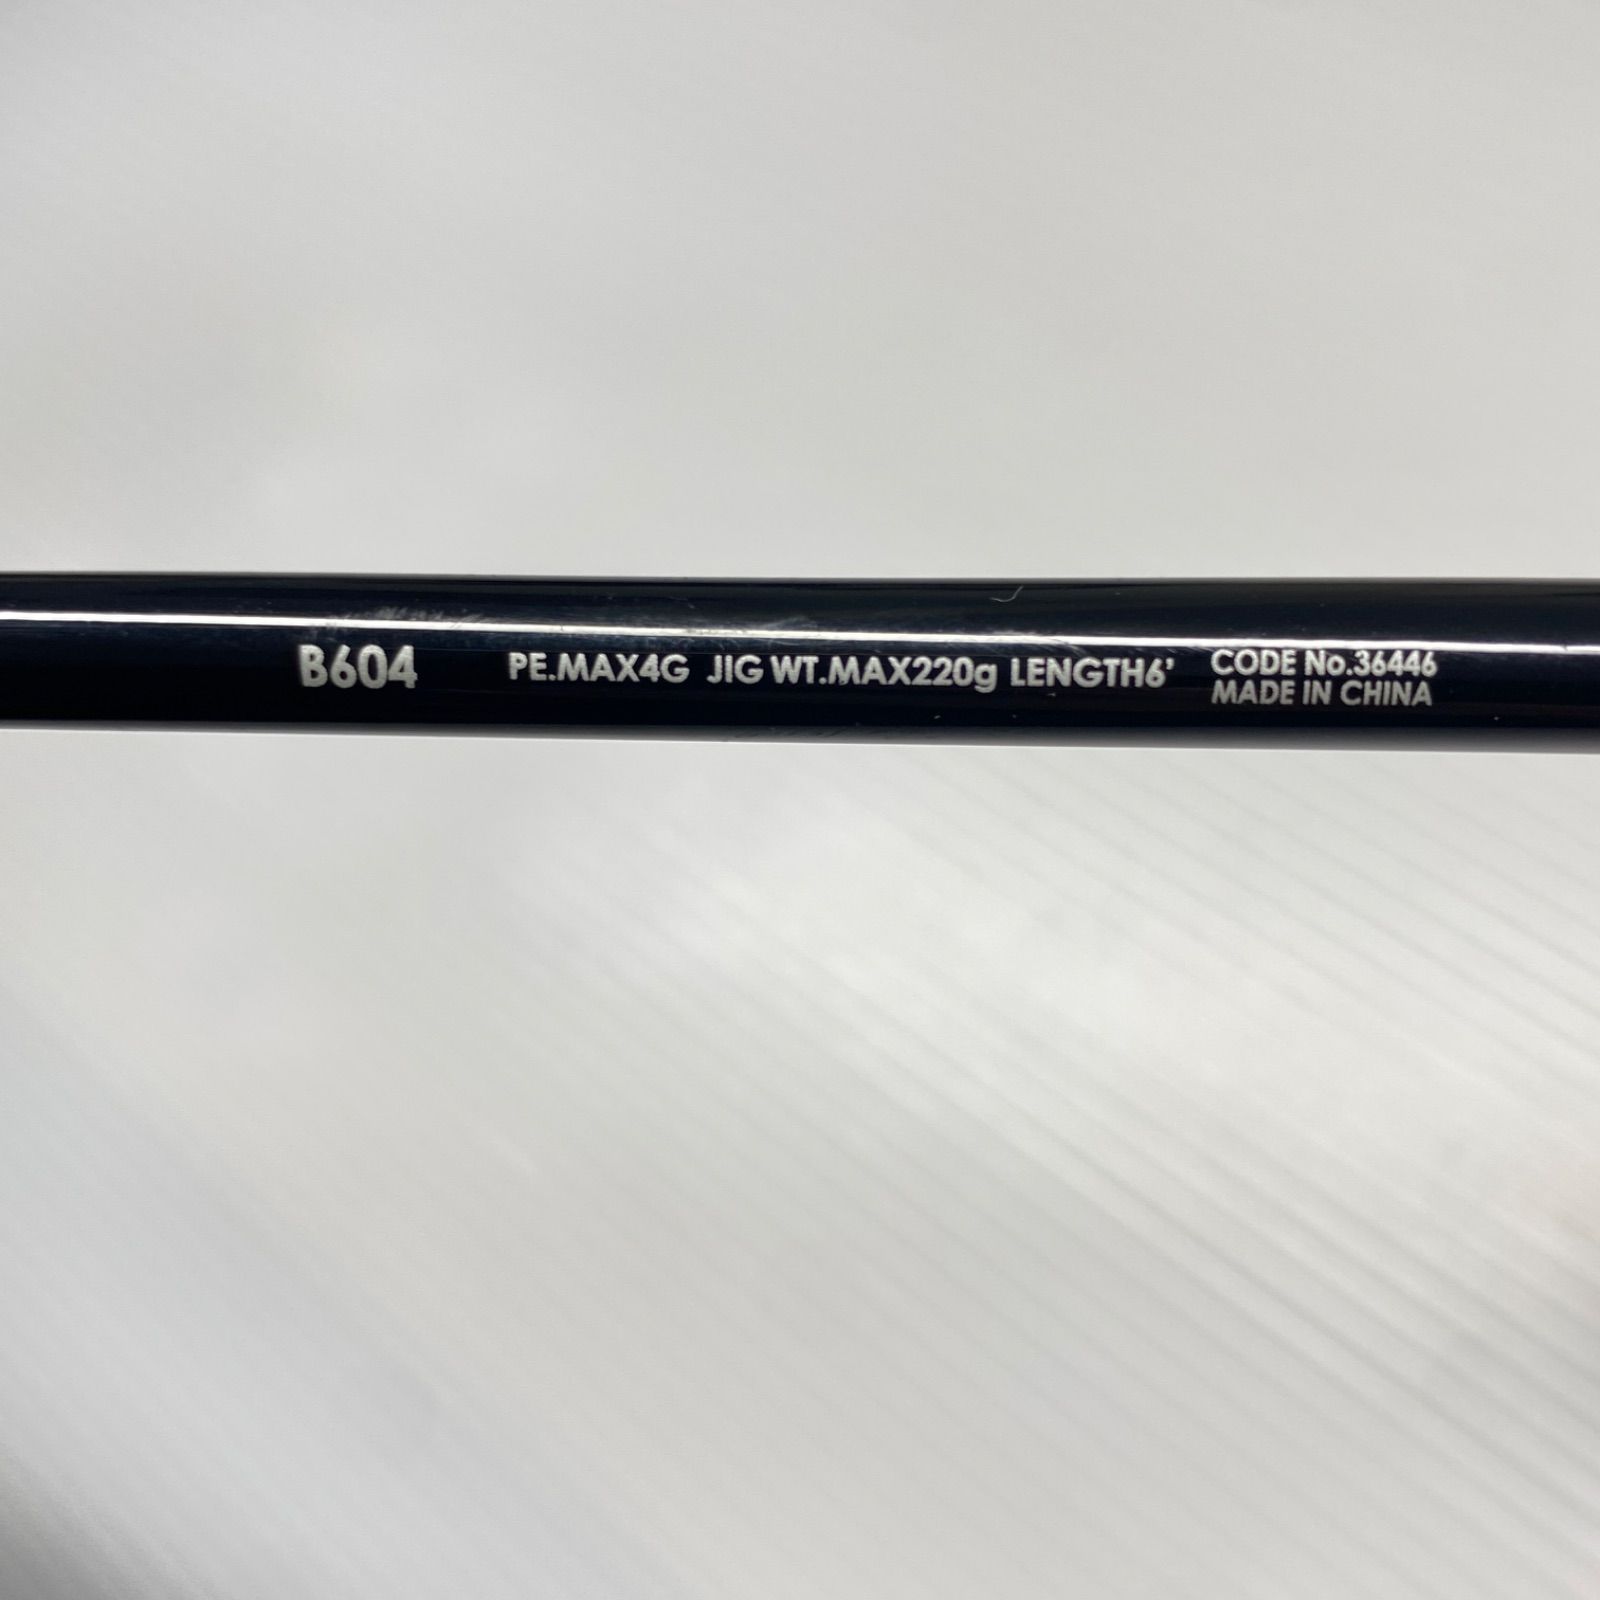 B604 PE.MAX4G JIG WT.MAX220g LENGTH6' CODE No.36446
MADE IN CHINA